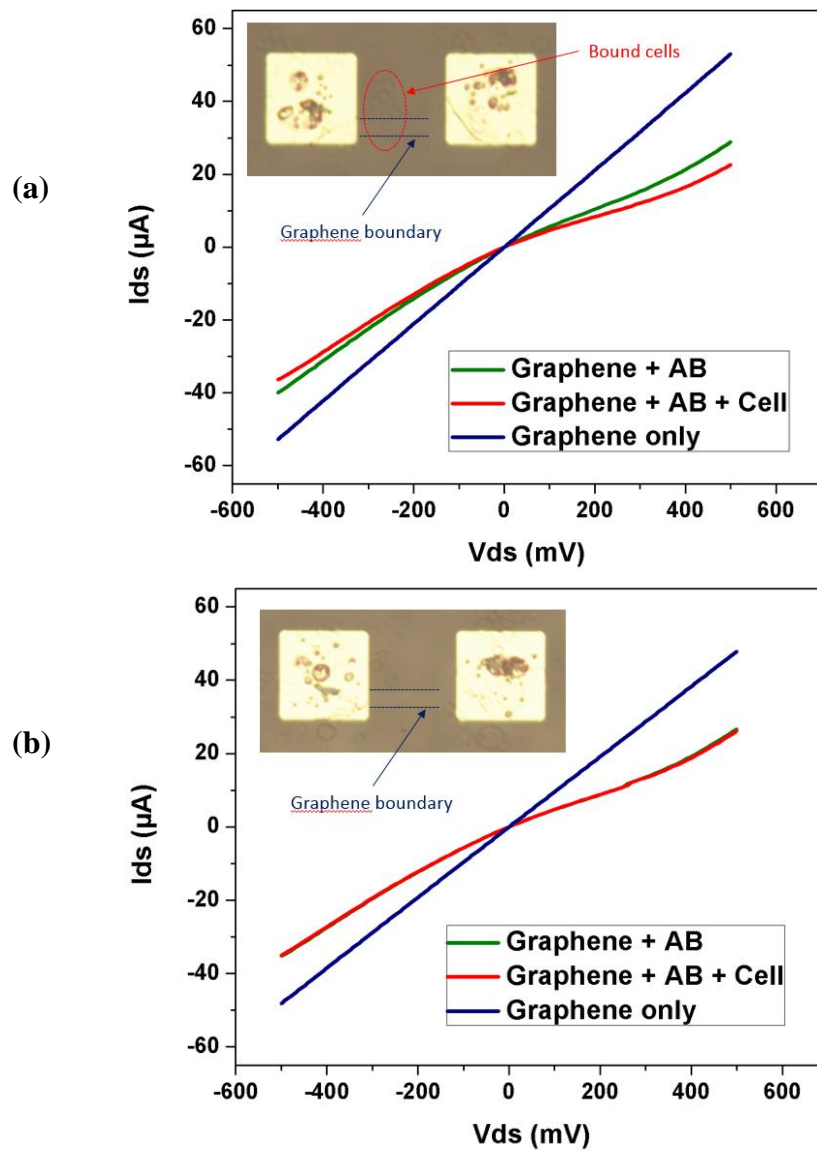 (a)
Ids (µA)
60
40
20
0
-20
-40
-60
Bound cells
Graphene boundary
Graphene + AB
Graphene + AB + Cell
Graphene only
-600 -400 -200 0 200 400 600
Vds (mV)
(b)
Ids (µA)
60
40
20
0
-20
-40
-60
Graphene boundary
Graphene + AB
Graphene + AB + Cell
Graphene only
-600 -400 -200 0 200 400 600
Vds (mV)